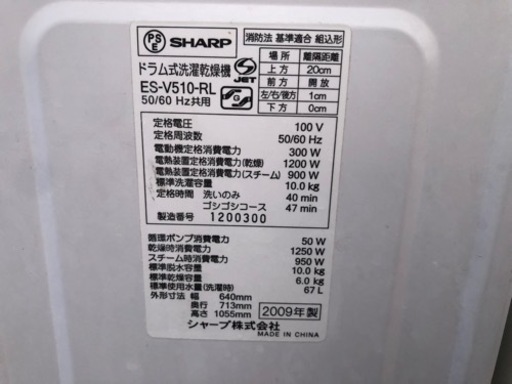 PSE SHARP
ドラム式洗濯乾燥機 JET
ES-V510-RL
50/60 Hz共用
消防法 基準適合 組込形
場所 離隔距離
上方 20cm
前方 開放
左/右/後方 1cm
下方 0cm
定格電圧 100 V
定格周波数 50/60 Hz
電動機定格消費電力 300 W
電熱装置定格消費電力(乾燥) 1200 W
電熱装置定格消費電力(スチーム) 900 W
標準洗濯容量 10.0 kg
定格時間 洗いのみ 40 min
ゴシゴシコース 47 min
製造番号 1200300
循環ポンプ消費電力 50 W
乾燥時消費電力 1250 W
スチーム時消費電力 950 W
標準脱水容量 10.0 kg
標準乾燥容量 6.0 kg
標準使用水量(洗濯時) 67 L
外形寸法 幅 640mm
奥行 713mm
高さ 1055mm
2009年製
シャープ株式会社
MADE IN CHINA